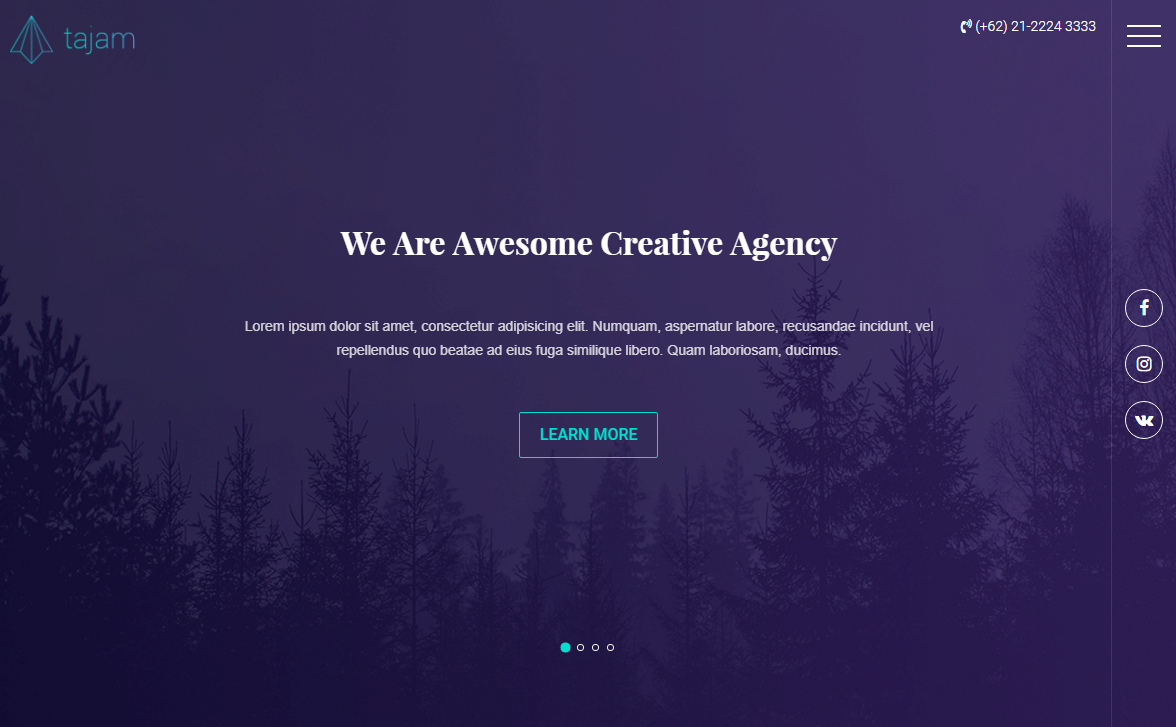 tajam
(+62) 21-2224 3333
We Are Awesome Creative Agency
Lorem ipsum dolor sit amet, consectetur adipisicing elit. Numquam, aspernatur labore, recusandae incidunt, vel
repellendus quo beatae ad eius fuga similique libero. Quam laboriosam, ducimus.
LEARN MORE